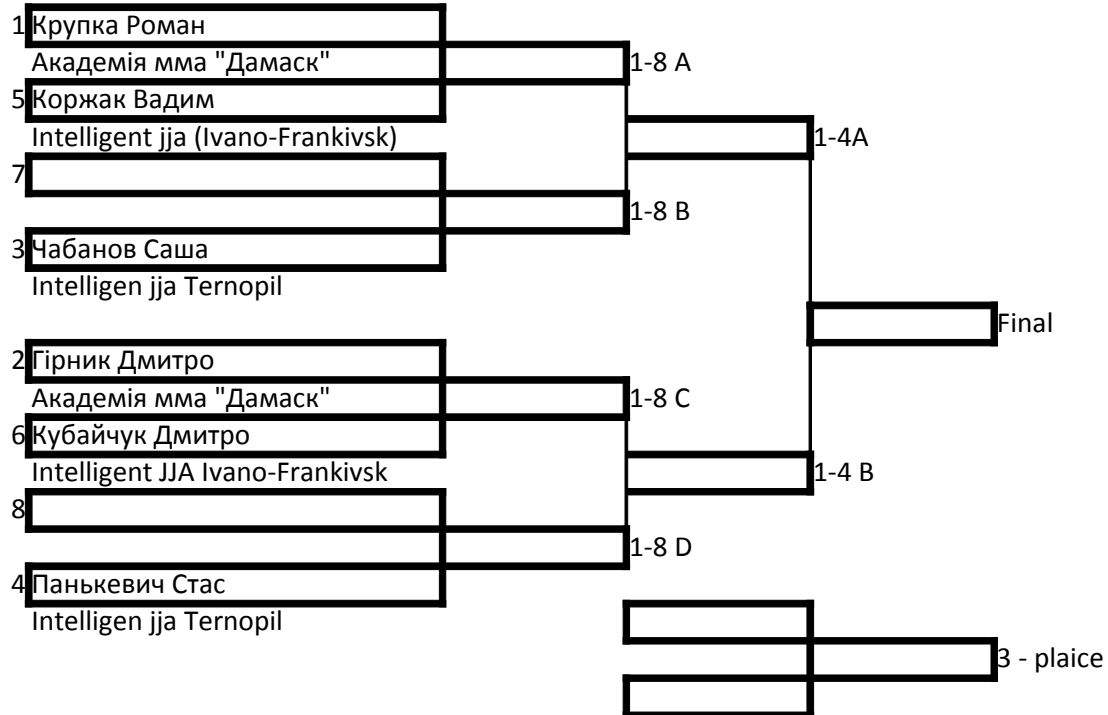 1 Крупка Роман
Академія мма "Дамаск" 1-8 A
5 Коржак Вадим
Intelligent jja (Ivano-Frankivsk) 1-4A
7
1-8 B
3 Чабанов Саша
Intelligen jja Ternopil
Final
2 Гірник Дмитро
Академія мма "Дамаск" 1-8 C
6 Кубайчук Дмитро
Intelligent JJA Ivano-Frankivsk 1-4 B
8
1-8 D
4 Панькевич Стас
Intelligen jja Ternopil
3 - plaice